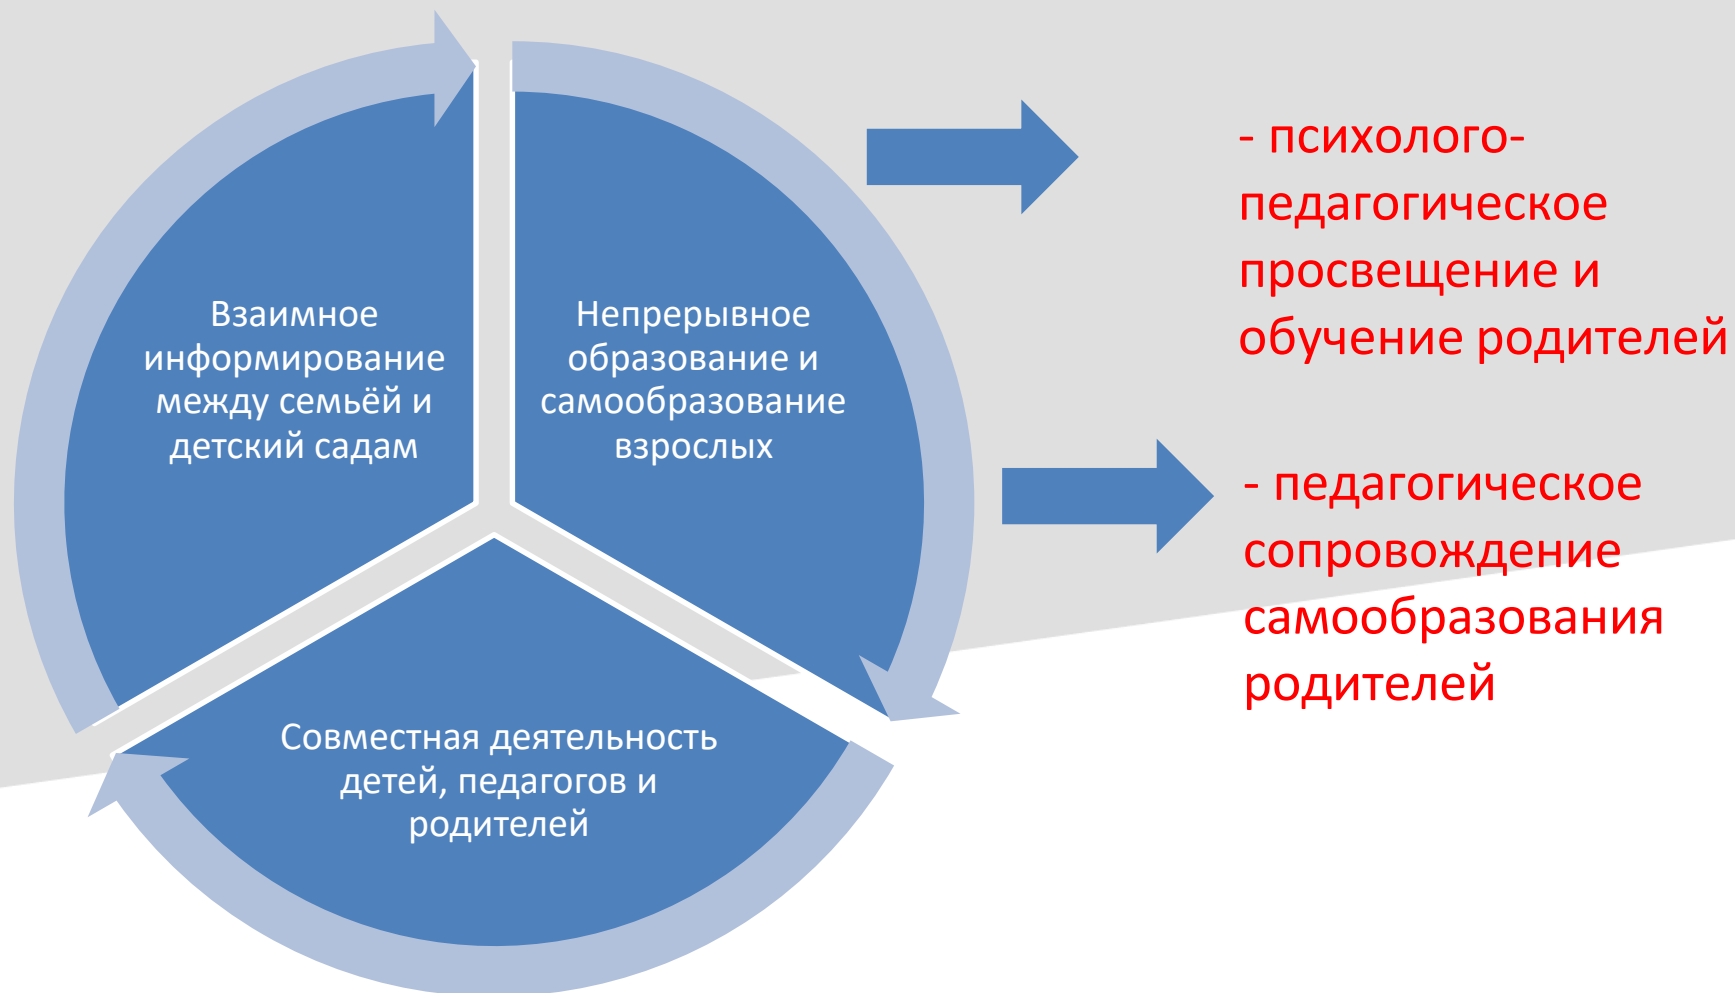 Взаимное
информирование
между семьёй и
детский садам
Непрерывное
образование и
самообразование
взрослых
Совместная деятельность
детей, педагогов и
родителей
- психолого-
педагогическое
просвещение и
обучение родителей
- педагогическое
сопровождение
самообразования
родителей